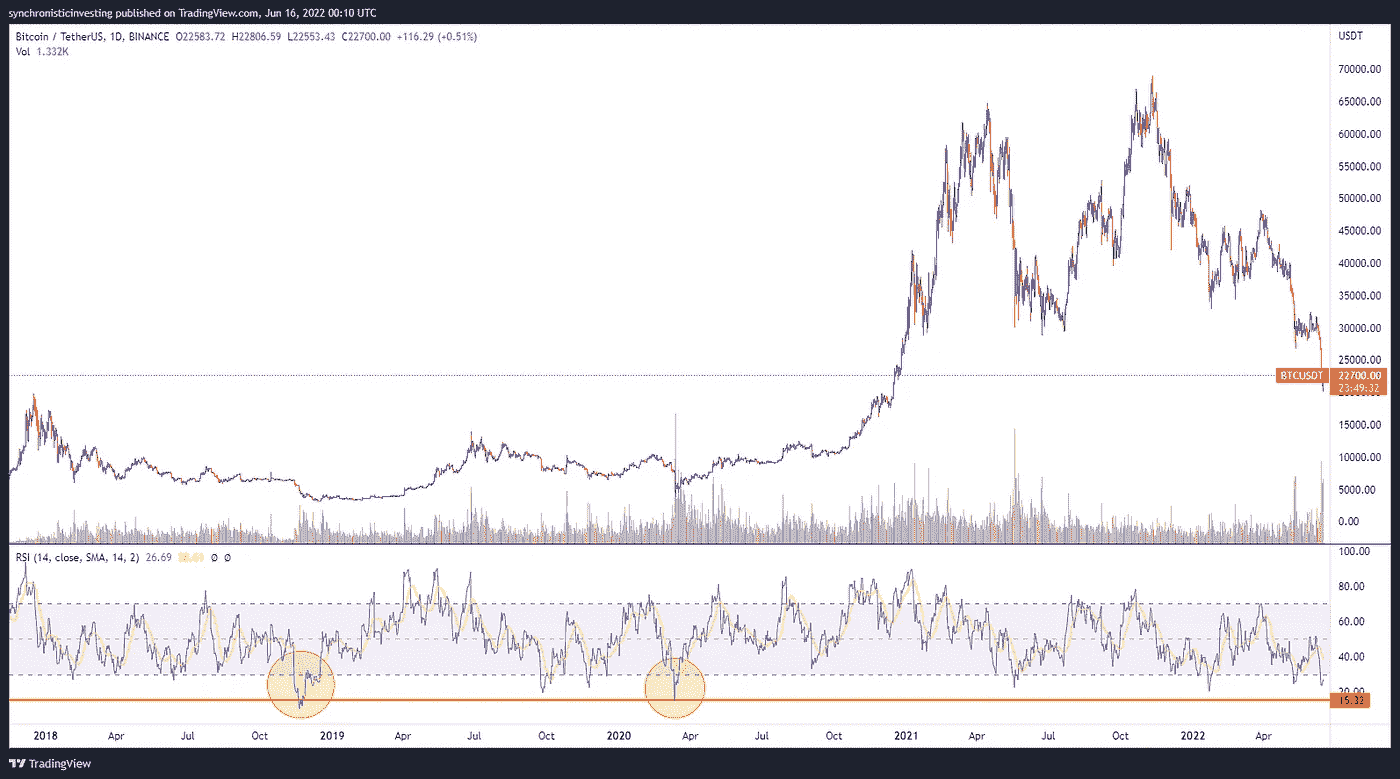 synchronisticinvesting published on TradingView.com, Jun 16, 2022 00:10 UTC
Bitcoin / TetherUS, 1D, BINANCE O22583.72 H22806.59 L22553.43 C22700.00 +116.29 (+0.51%)
Vol 1.332K
USDT
70000.00
65000.00
60000.00
55000.00
50000.00
45000.00
40000.00
35000.00
30000.00
25000.00
BTCUSDT 22700.00
23:49:32
15000.00
10000.00
5000.00
0.00
RSI (14, close, SMA, 14, 2) 26.69 Ø Ø
100.00
80.00
60.00
40.00
20.00
15.32
2018 Apr Jul Oct 2019 Apr Jul Oct 2020 Apr Jul Oct 2021 Apr Jul Oct 2022 Apr
TradingView